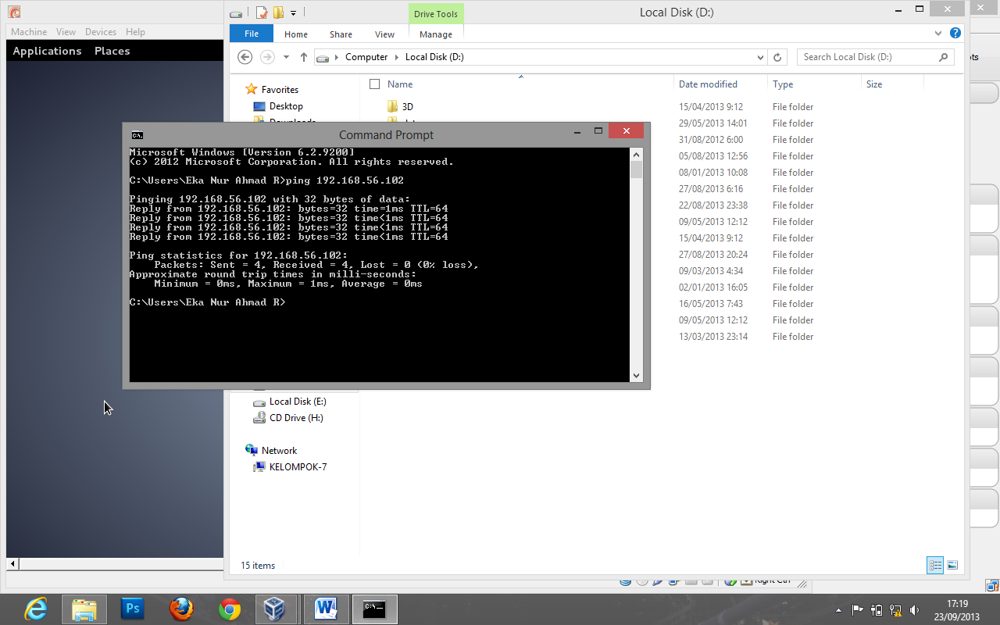 Machine View Devices Help
Applications Places
Drive Tools
Local Disk (D:)
File Home Share View Manage
Computer Local Disk (D:)
Search Local Disk (D:)
Favorites
Desktop
Downloads
Name Date modified Type Size
3D 15/04/2013 9:12 File folder
29/05/2013 14:01 File folder
31/08/2012 6:00 File folder
05/08/2013 12:56 File folder
08/01/2013 10:08 File folder
27/08/2013 6:16 File folder
22/08/2013 23:38 File folder
09/05/2013 12:12 File folder
15/04/2013 9:12 File folder
27/08/2013 20:24 File folder
09/03/2013 4:34 File folder
02/01/2013 16:05 File folder
16/05/2013 7:43 File folder
09/05/2013 12:12 File folder
13/03/2013 23:14 File folder
Command Prompt
Microsoft Windows [Version 6.2.9200]
(c) 2012 Microsoft Corporation. All rights reserved.
C:\Users\Eka Nur Ahmad R>ping 192.168.56.102
Pinging 192.168.56.102 with 32 bytes of data:
Reply from 192.168.56.102: bytes=32 time=1ms TTL=64
Reply from 192.168.56.102: bytes=32 time<1ms TTL=64
Reply from 192.168.56.102: bytes=32 time<1ms TTL=64
Reply from 192.168.56.102: bytes=32 time<1ms TTL=64
Ping statistics for 192.168.56.102:
Packets: Sent = 4, Received = 4, Lost = 0 (0% loss),
Approximate round trip times in milli-seconds:
Minimum = 0ms, Maximum = 1ms, Average = 0ms
C:\Users\Eka Nur Ahmad R>
Local Disk (E:)
CD Drive (H:)
Network
KELOMPOK-7
15 items
Right Ctrl
Ps
17:19
23/09/2013